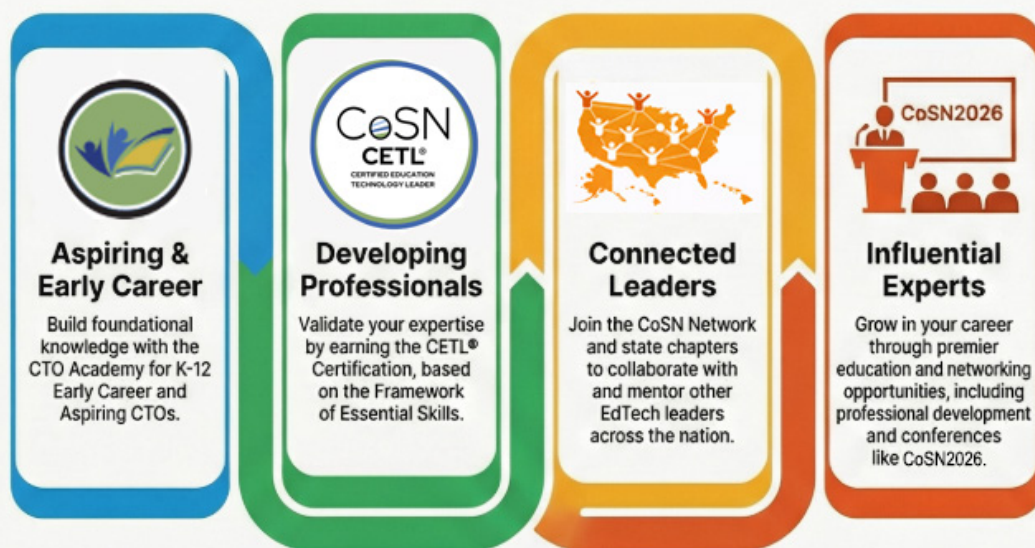 CoSN
CETL®
CERTIFIED EDUCATION
TECHNOLOGY LEADER
CoSN2026
Aspiring &
Early Career
Build foundational
knowledge with the
CTO Academy for K-12
Early Career and
Aspiring CTOs.
Developing
Professionals
Validate your expertise
by earning the CETL®
Certification, based
on the Framework
of Essential Skills.
Connected
Leaders
Join the CoSN Network
and state chapters
to collaborate with
and mentor other
EdTech leaders
across the nation.
Influential
Experts
Grow in your career
through premier
education and networking
opportunities, including
professional development
and conferences
like CoSN2026.